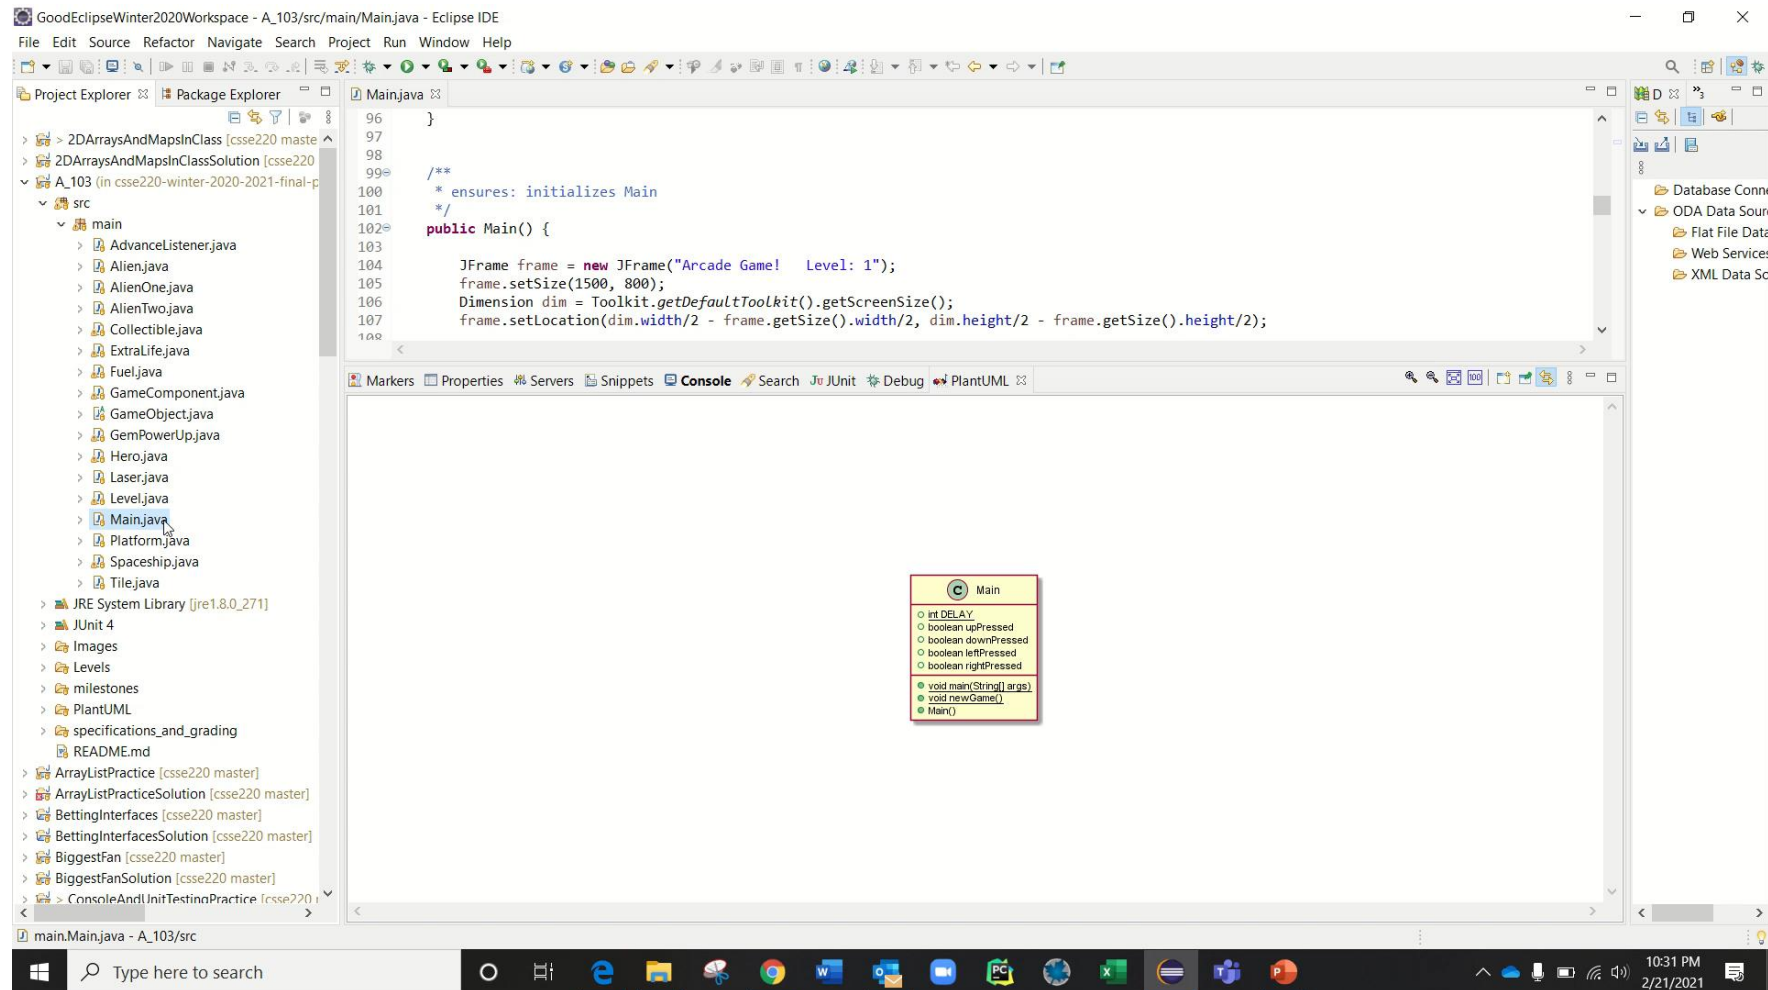 GoodEclipseWinter2020Workspace - A_103/src/main/Main.java - Eclipse IDE
File Edit Source Refactor Navigate Search Project Run Window Help
Project Explorer Package Explorer
> 2DArraysAndMapsInClass [csse220 maste
2DArraysAndMapsInClassSolution [csse220
A_103 (in csse220-winter-2020-2021-final-p
src
main
AdvanceListener.java
Alien.java
AlienOne.java
AlienTwo.java
Collectible.java
ExtraLife.java
Fuel.java
GameComponent.java
GameObject.java
GemPowerUp.java
Hero.java
Laser.java
Level.java
Main.java
Platform.java
Spaceship.java
Tile.java
JRE System Library [jre1.8.0_271]
JUnit 4
Images
Levels
milestones
PlantUML
specifications_and_grading
README.md
ArrayListPractice [csse220 master]
ArrayListPracticeSolution [csse220 master]
BettingInterfaces [csse220 master]
BettingInterfacesSolution [csse220 master]
BiggestFan [csse220 master]
BiggestFanSolution [csse220 master]
> ConsoleAndUnitTestingPractice [csse220
Main.java
96 }
97
98
99 /**
100 * ensures: initializes Main
101 */
102 public Main() {
103
104 JFrame frame = new JFrame("Arcade Game!   Level: 1");
105 frame.setSize(1500, 800);
106 Dimension dim = Toolkit.getDefaultToolkit().getScreenSize();
107 frame.setLocation(dim.width/2 - frame.getSize().width/2, dim.height/2 - frame.getSize().height/2);
108
Markers Properties Servers Snippets Console Search JUnit Debug PlantUML
C Main
int DELAY
boolean upPressed
boolean downPressed
boolean leftPressed
boolean rightPressed
void main(String[] args)
void newGame()
Main()
D
Database Conne
ODA Data Sour
Flat File Data
Web Services
XML Data So
main.Main.java - A_103/src
Type here to search
10:31 PM
2/21/2021